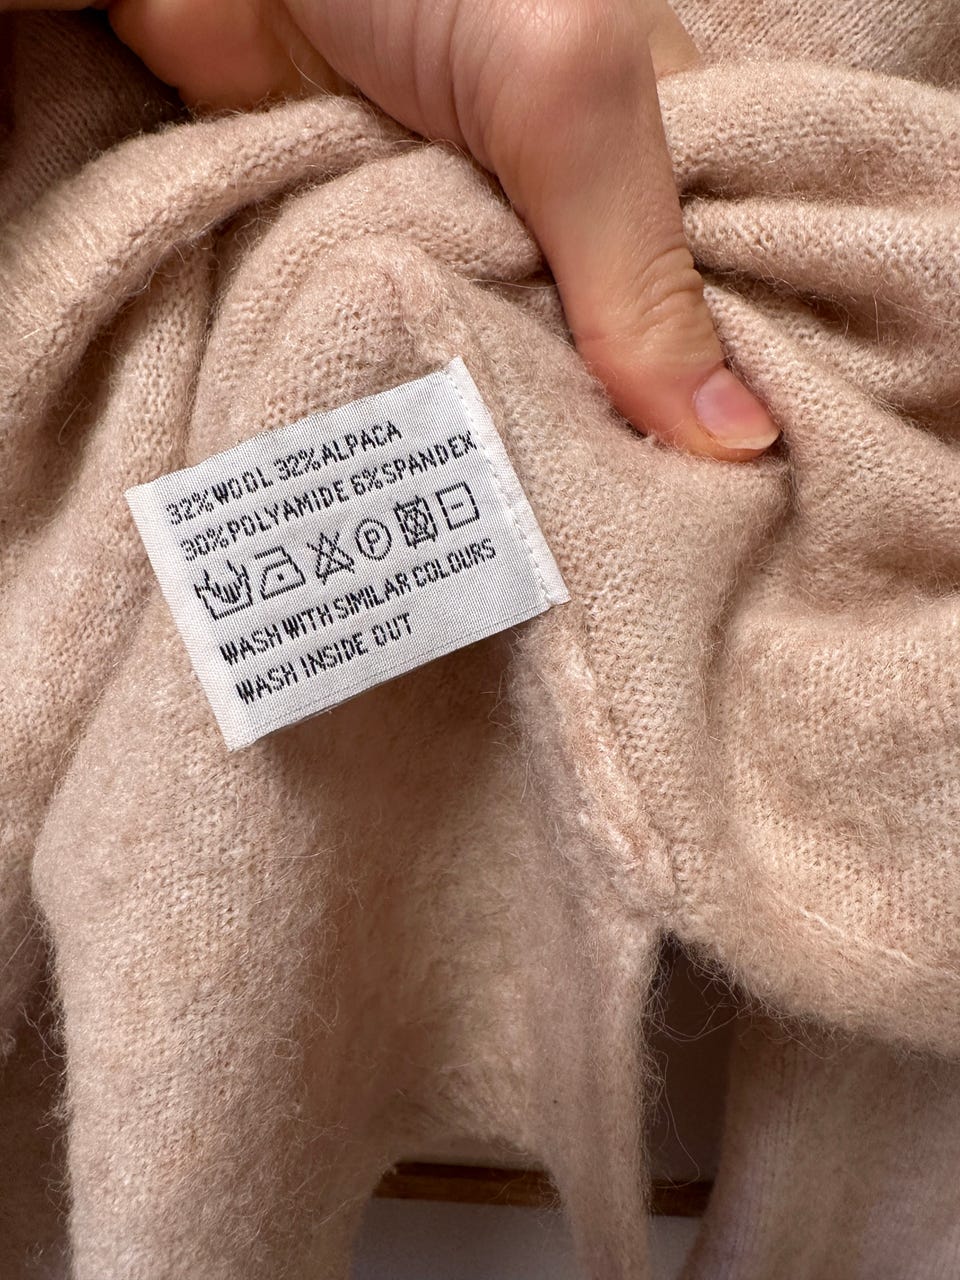 32% WOOL 32% ALPACA
30% POLYAMIDE 6% SPANDEX
P
WASH WITH SIMILAR COLOURS
WASH INSIDE OUT